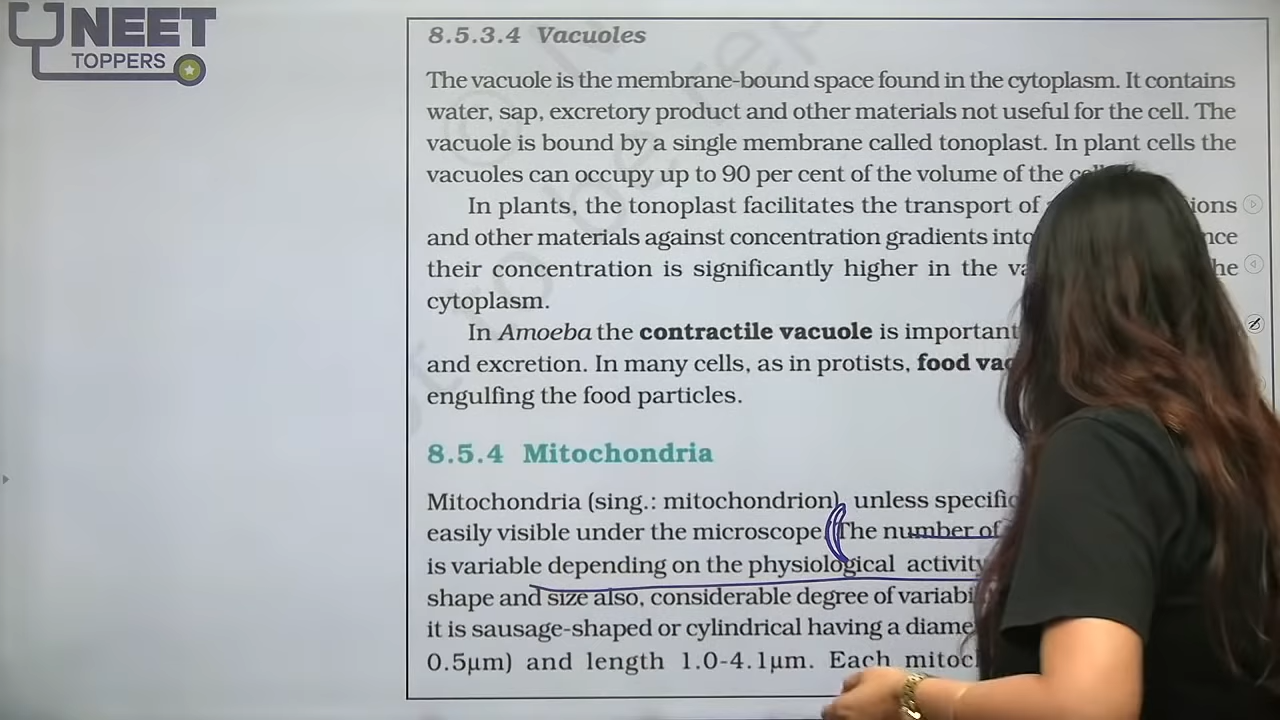 NEET
TOPPERS
8.5.3.4 Vacuoles
The vacuole is the membrane-bound space found in the cytoplasm. It contains
water, sap, excretory product and other materials not useful for the cell. The
vacuole is bound by a single membrane called tonoplast. In plant cells the
vacuoles can occupy up to 90 per cent of the volume of the
In plants, the tonoplast facilitates the transport of ions
and other materials against concentration gradients
their concentration is significantly higher in the
cytoplasm.
In Amoeba the contractile vacuole is important
and excretion. In many cells, as in protists, food
engulfing the food particles.
8.5.4 Mitochondria
Mitochondria (sing.: mitochondrion), unless
easily visible under the microscope. The number of
is variable depending on the physiological activity
shape and size also, considerable degree of
it is sausage-shaped or cylindrical having a
0.5µm) and length 1.0-4.1µm. Each